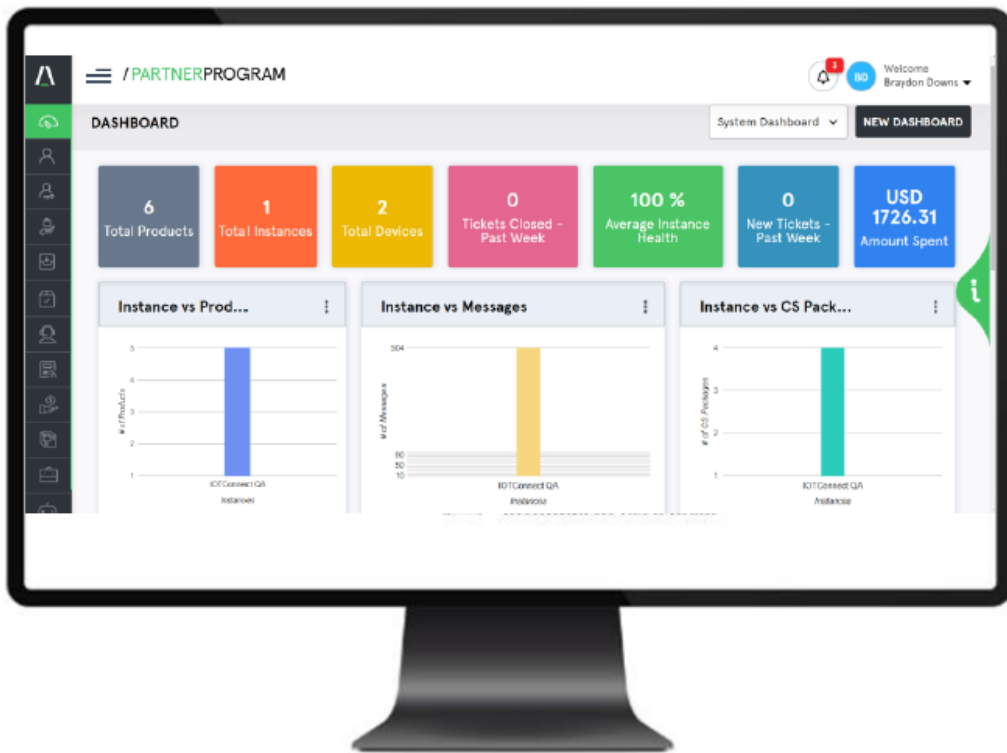 /PARTNERPROGRAM
3
BD
Welcome
Braydon Downs
DASHBOARD
System Dashboard
NEW DASHBOARD
6
Total Products
1
Total Instances
2
Total Devices
0
Tickets Closed -
Past Week
100 %
Average Instance
Health
0
New Tickets -
Past Week
USD
1726.31
Amount Spent
i
Instance vs Prod...
5
4
3
2
1
# of Products
IOTConnect QA
Instances
Instance vs Messages
504
90
50
10
# of Messages
IOTConnect QA
Instances
Instance vs CS Pack...
4
3
2
1
# of CS Packages
IOTConnect QA
Instances